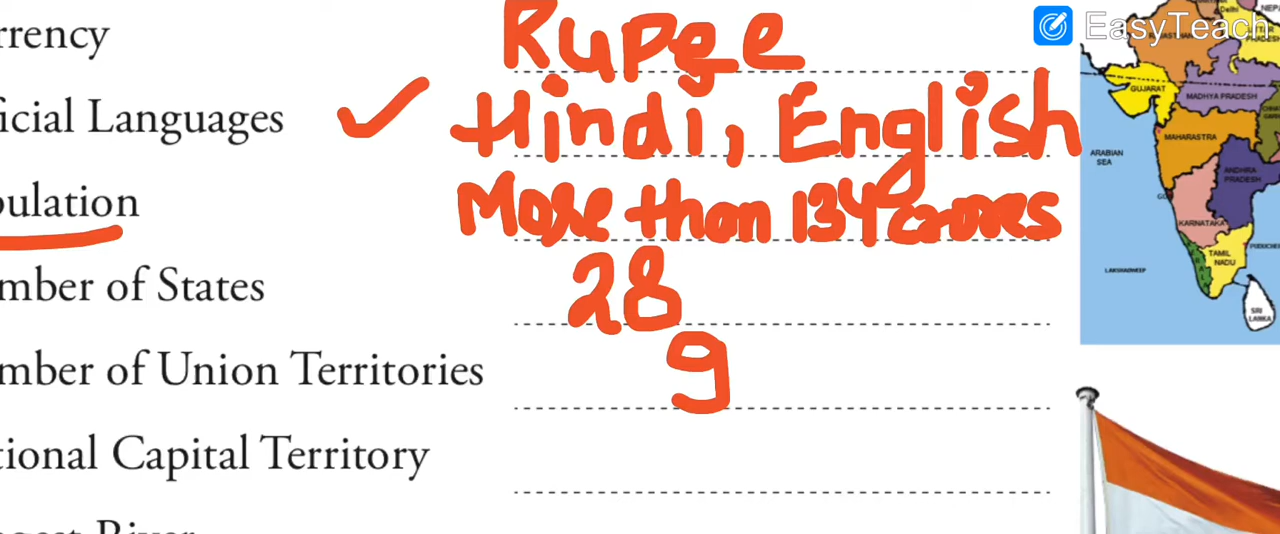 rrency
Rupee
EasyTeach
icial Languages
Hindi, English
ulation
More than 134 crores
mber of States
28
mber of Union Territories
9
tional Capital Territory
GUJARAT
MADHYA PRADESH
MAHARASTRA
ARABIAN
SEA
ANDHRA
PRADESH
KARNATAKA
TAMIL
NADU
LAKSHADWEEP
SRI
LANKA